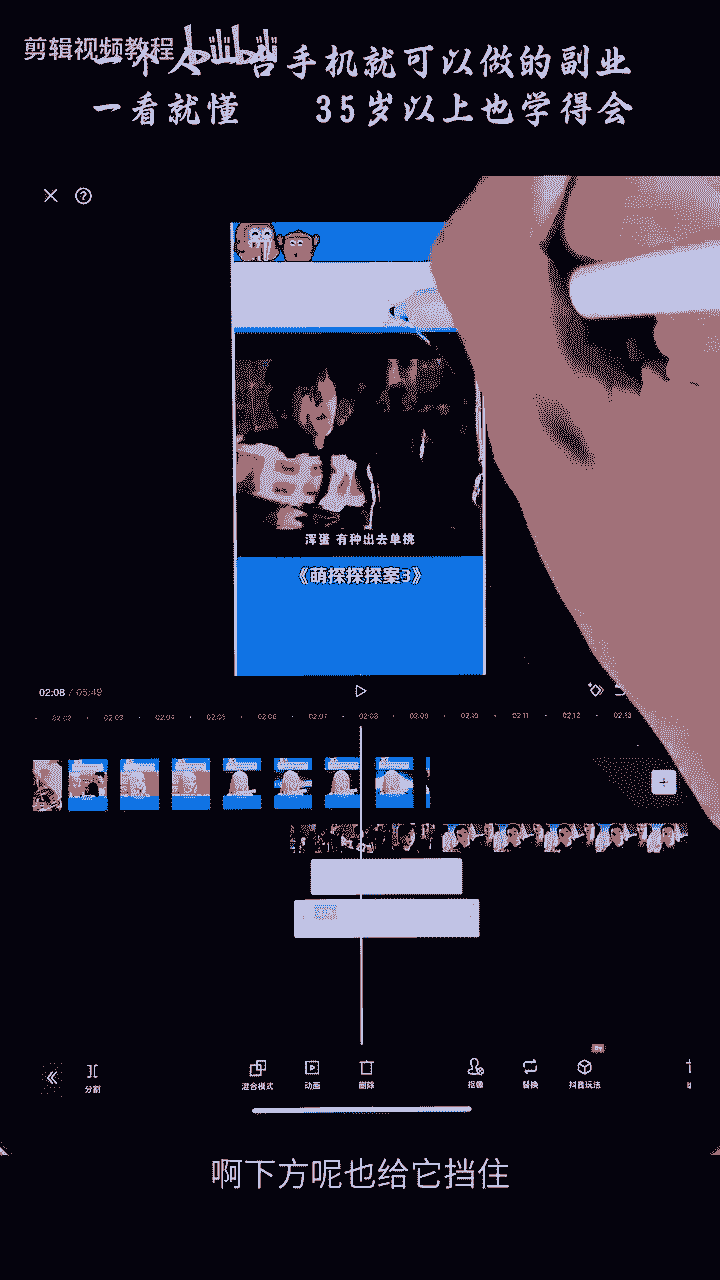 剪辑视频教程 bilibili
一个人一台手机就可以做的副业
一看就懂 35岁以上也学得会
浑蛋 有种出去单挑
《萌探探探案3》
02:08 / 05:49
02:02 02:03 02:04 02:05 02:06 02:07 02:08 02:09 02:10 02:11 02:12 02:13
分割 混合模式 动画 删除 抠像 替换 抖音玩法
啊下方呢也给它挡住